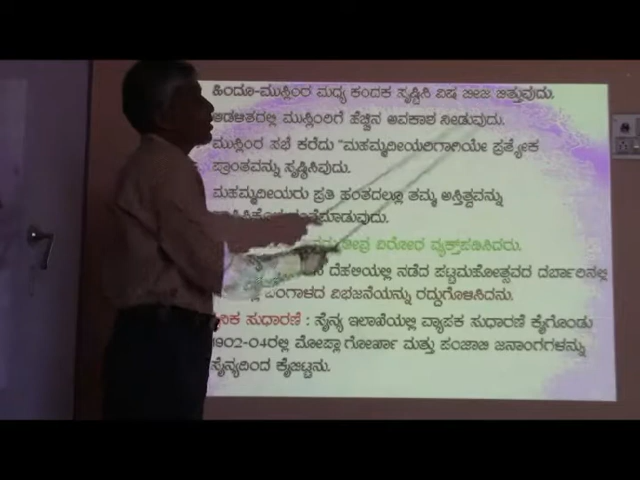 ಹಿಂದೂ-ಮುಸ್ಲಿಂರ ಮಧ್ಯ ಕಂದಕ ಸೃಷ್ಟಿಸಿ ವಿಷ ಬೀಜ ಬಿತ್ತುವುದು.
ಆಡಳಿತದಲ್ಲಿ ಮುಸ್ಲಿಂರಿಗೆ ಹೆಚ್ಚಿನ ಅವಕಾಶ ನೀಡುವುದು.
ಮುಸ್ಲಿಂರ ಸಭೆ ಕರೆದು "ಮಹಮ್ಮದೀಯರಿಗಾಗಿಯೇ ಪ್ರತ್ಯೇಕ
ಪ್ರಾಂತವನ್ನು ಸೃಷ್ಠಿಸಿವುದು.
ಮಹಮ್ಮದೀಯರು ಪ್ರತಿ ಹಂತದಲ್ಲೂ ತಮ್ಮ ಅಸ್ತಿತ್ವವನ್ನು
ವಿರೋಧ ವ್ಯಕ್ತಪಡಿಸಿದರು.
ದೆಹಲಿಯಲ್ಲಿ ನಡೆದ ಪಟ್ಟಮಹೋತ್ಸವದ ದರ್ಬಾರಿನಲ್ಲಿ
ಬಂಗಾಳದ ವಿಭಜನೆಯನ್ನು ರದ್ದುಗೊಳಿಸಿದನು.
ಸುಧಾರಣೆ : ಸೈನ್ಯ ಇಲಾಖೆಯಲ್ಲಿ ವ್ಯಾಪಕ ಸುಧಾರಣೆ ಕೈಗೊಂಡು
1902-04ರಲ್ಲಿ ಮೋಪ್ಲಾ ಗೋರ್ಖಾ ಮತ್ತು ಪಂಜಾಬಿ ಜನಾಂಗಗಳನ್ನು
ಸೈನ್ಯದಿಂದ ಕೈಬಿಟ್ಟನು.